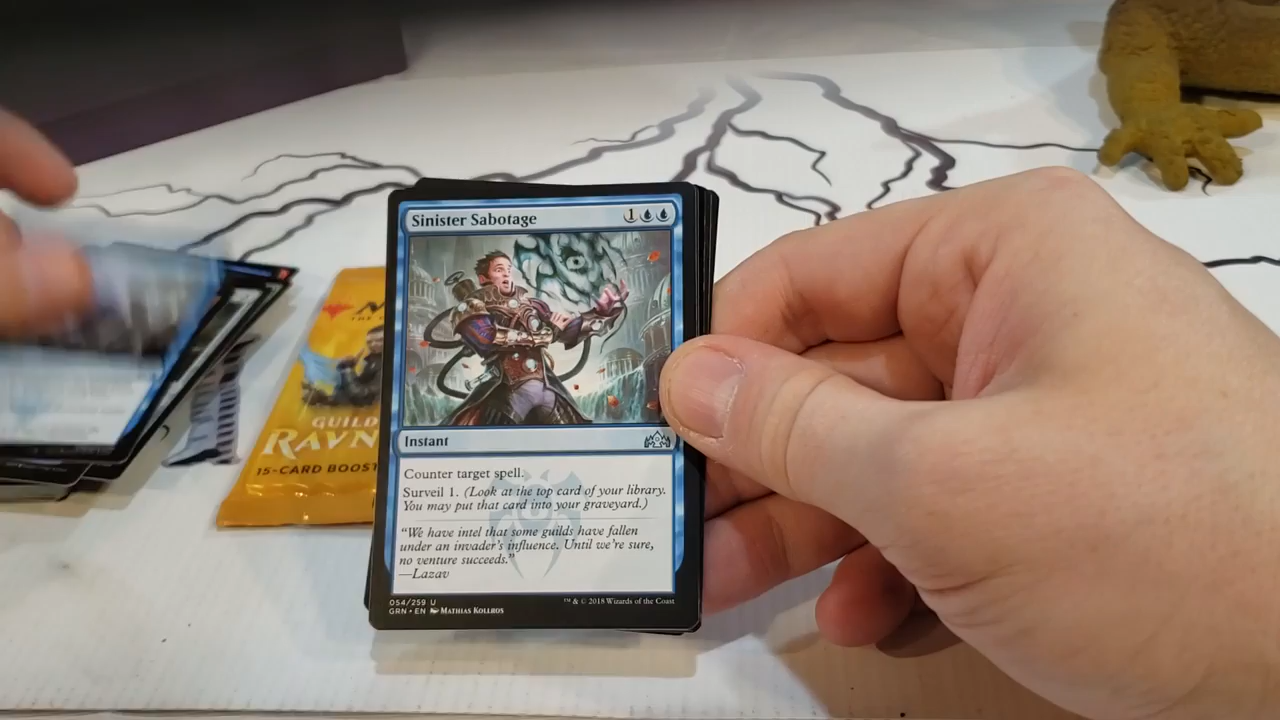 Sinister Sabotage 1
Instant
Counter target spell.
Surveil 1. (Look at the top card of your library.
You may put that card into your graveyard.)
"We have intel that some guilds have fallen
under an invader's influence. Until we're sure,
no venture succeeds."
—Lazav
054/259 U
GRN • EN Mathias Kollros
™ & © 2018 Wizards of the Coast
GUILD
RAVN
15-CARD BOOST